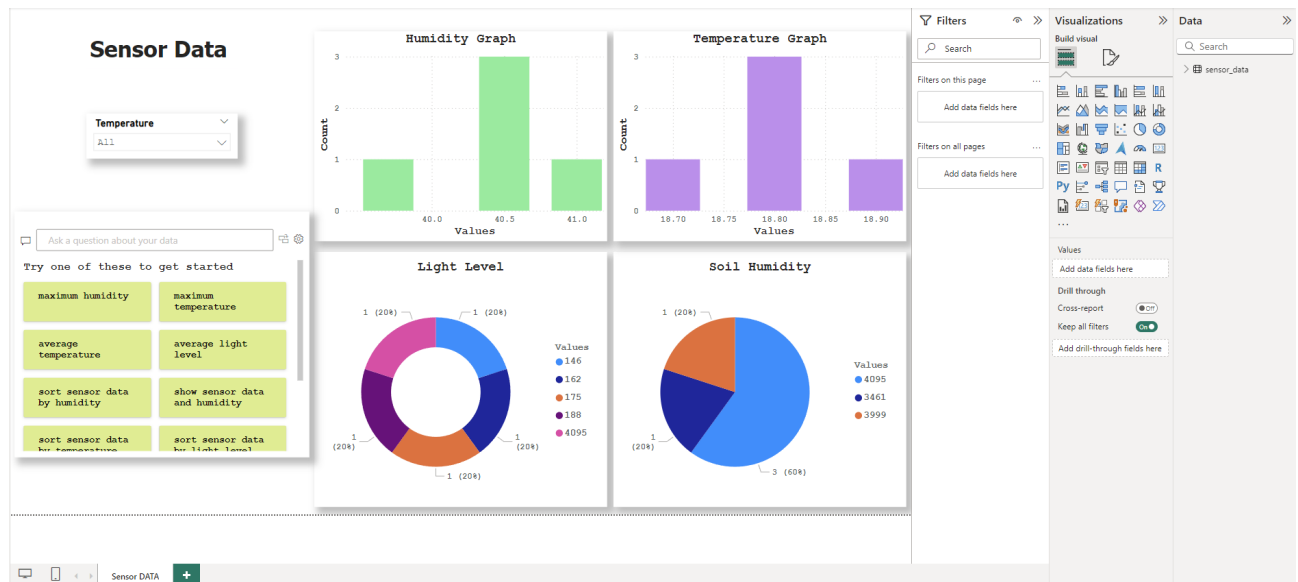 Sensor Data
Temperature
All
Ask a question about your data
Try one of these to get started
maximum humidity
maximum
temperature
average
temperature
average light
level
sort sensor data
by humidity
show sensor data
and humidity
sort sensor data
by temperature
sort sensor data
by light level
Humidity Graph
Count
3
2
1
0
40.0
40.5
41.0
Values
Temperature Graph
Count
3
2
1
0
18.70
18.75
18.80
18.85
18.90
Values
Light Level
1 (20%)
1 (20%)
1
(20%)
1
(20%)
1 (20%)
Values
146
162
175
188
4095
Soil Humidity
1 (20%)
1
(20%)
3 (60%)
Values
4095
3461
3999
Filters
Search
Filters on this page
...
Add data fields here
Filters on all pages
...
Add data fields here
Visualizations
Build visual
R
Py
...
Values
Add data fields here
Drill through
Cross-report
Off
Keep all filters
On
Add drill-through fields here
Data
Search
sensor_data
Sensor DATA
+